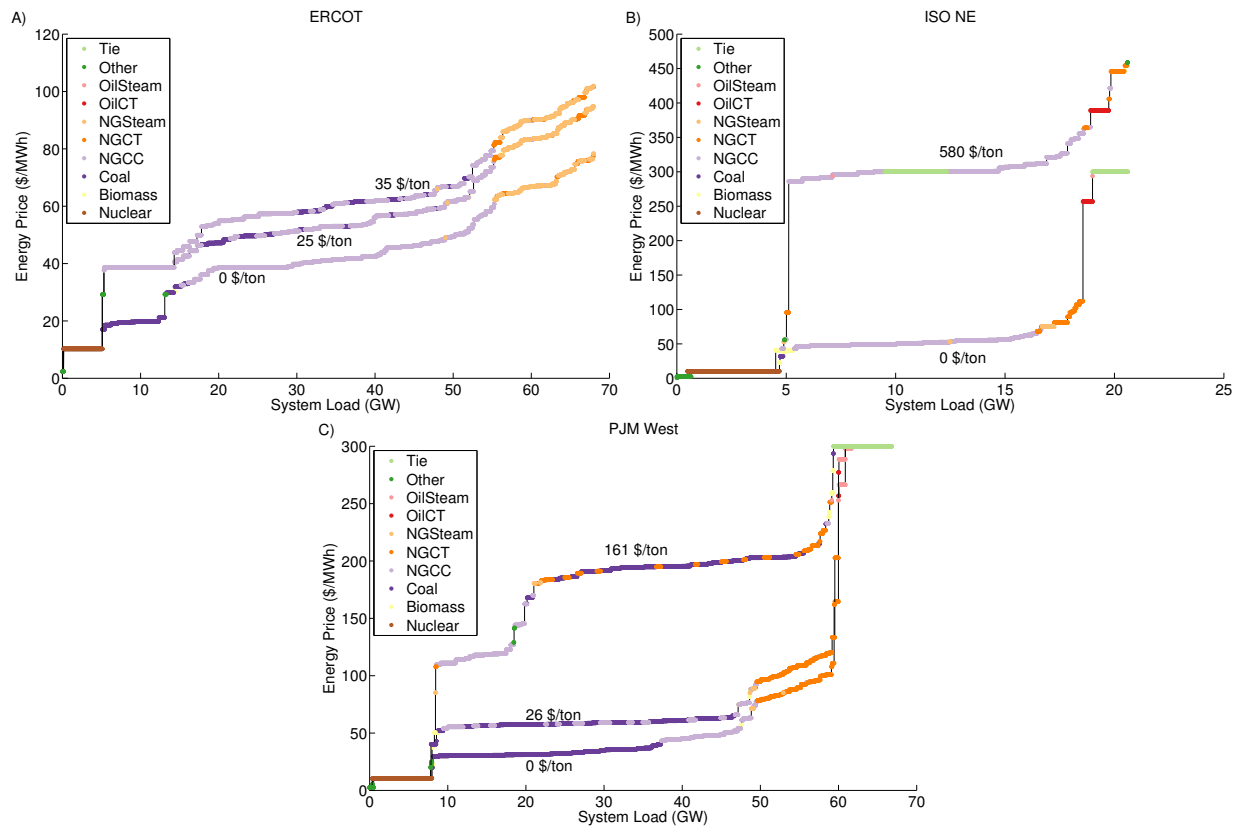 A)
ERCOT
120
100
80
60
40
20
0
Energy Price ($/MWh)
Tie
Other
OilSteam
OilCT
NGSteam
NGCT
NGCC
Coal
Biomass
Nuclear
35 $/ton
25 $/ton
0 $/ton
0 10 20 30 40 50 60 70
System Load (GW)
B)
ISO NE
500
450
400
350
300
250
200
150
100
50
0
Energy Price ($/MWh)
Tie
Other
OilSteam
OilCT
NGSteam
NGCT
NGCC
Coal
Biomass
Nuclear
580 $/ton
0 $/ton
0 5 10 15 20 25
System Load (GW)
C)
PJM West
300
250
200
150
100
50
0
Energy Price ($/MWh)
Tie
Other
OilSteam
OilCT
NGSteam
NGCT
NGCC
Coal
Biomass
Nuclear
161 $/ton
26 $/ton
0 $/ton
0 10 20 30 40 50 60 70
System Load (GW)